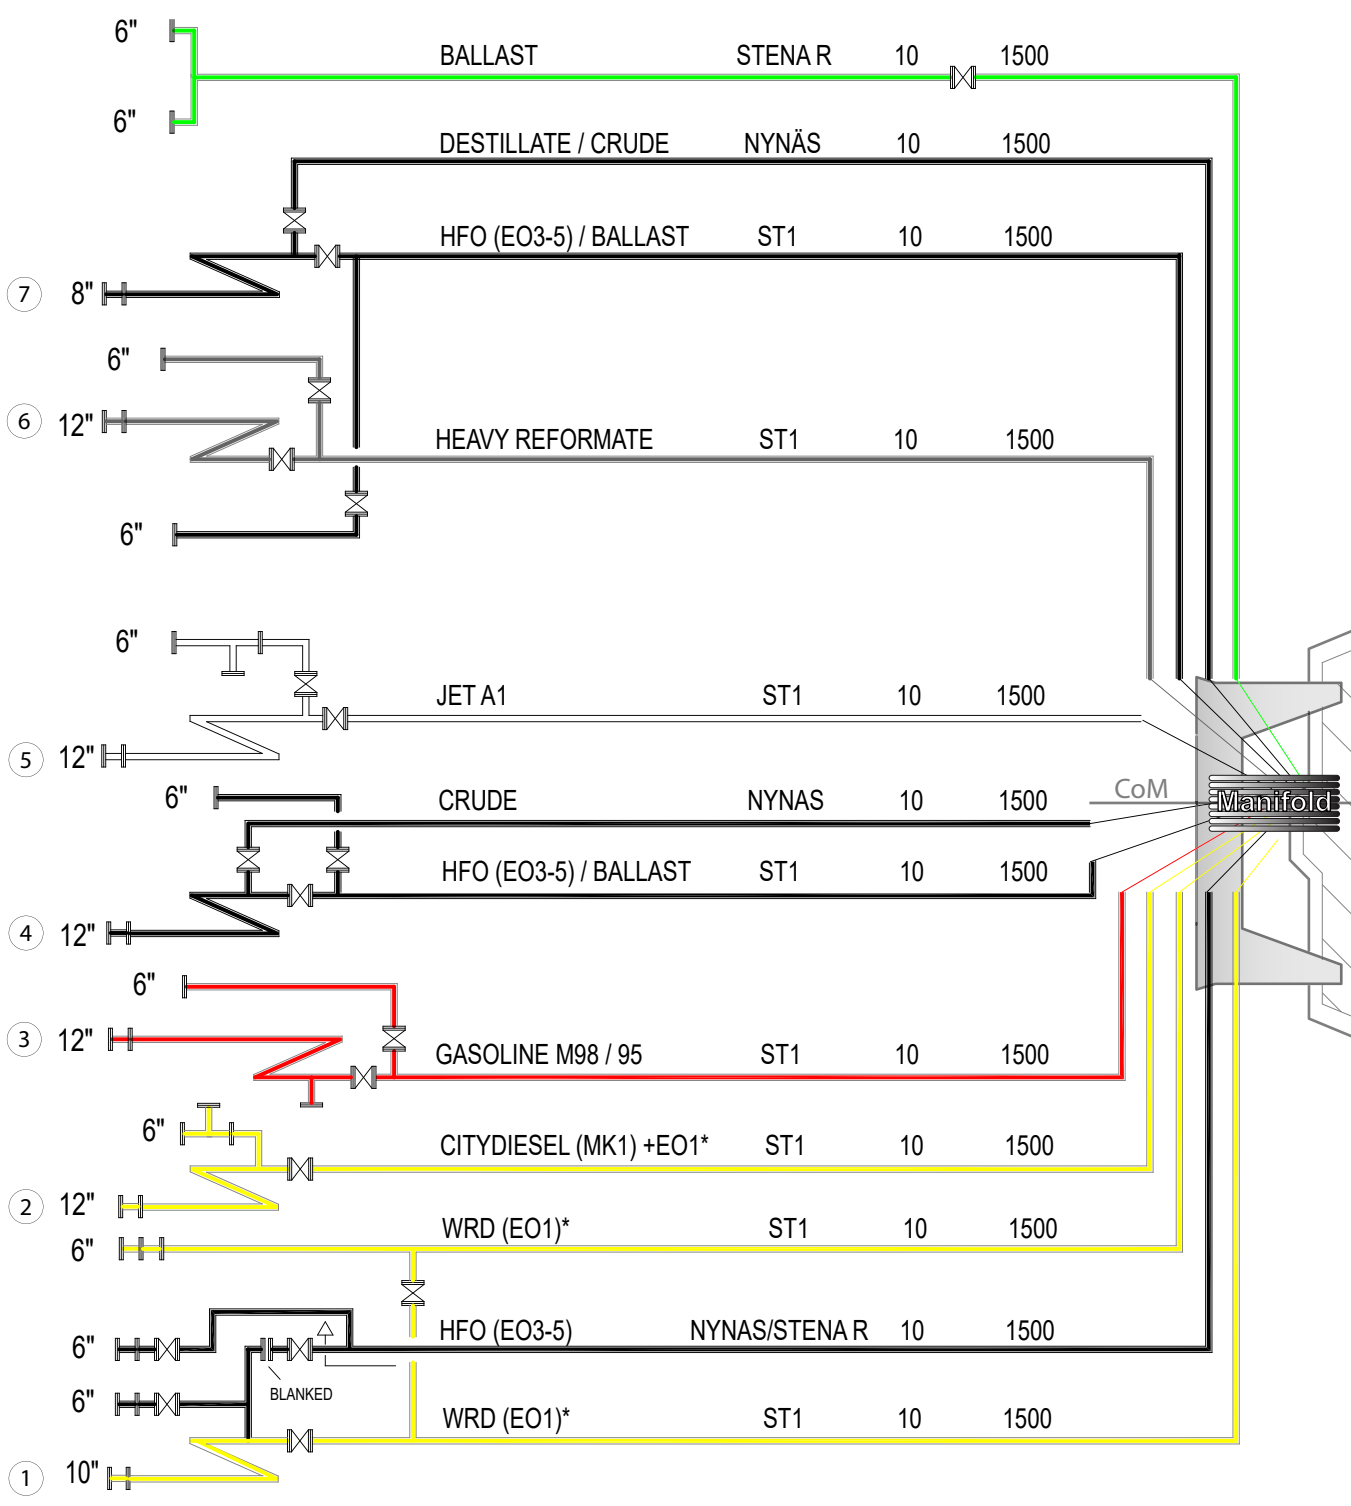 6"
BALLAST STENA R 10 1500
6"
DESTILLATE / CRUDE NYNÄS 10 1500
HFO (EO3-5) / BALLAST ST1 10 1500
7 8"
6"
6 12"
HEAVY REFORMATE ST1 10 1500
6"
6"
JET A1 ST1 10 1500
5 12"
CoM
6"
CRUDE NYNAS 10 1500
Manifold
HFO (EO3-5) / BALLAST ST1 10 1500
4 12"
6"
3 12"
GASOLINE M98 / 95 ST1 10 1500
6"
CITYDIESEL (MK1) +EO1* ST1 10 1500
2 12"
WRD (EO1)* ST1 10 1500
6"
HFO (EO3-5) NYNAS/STENA R 10 1500
6"
BLANKED
6"
WRD (EO1)* ST1 10 1500
1 10"